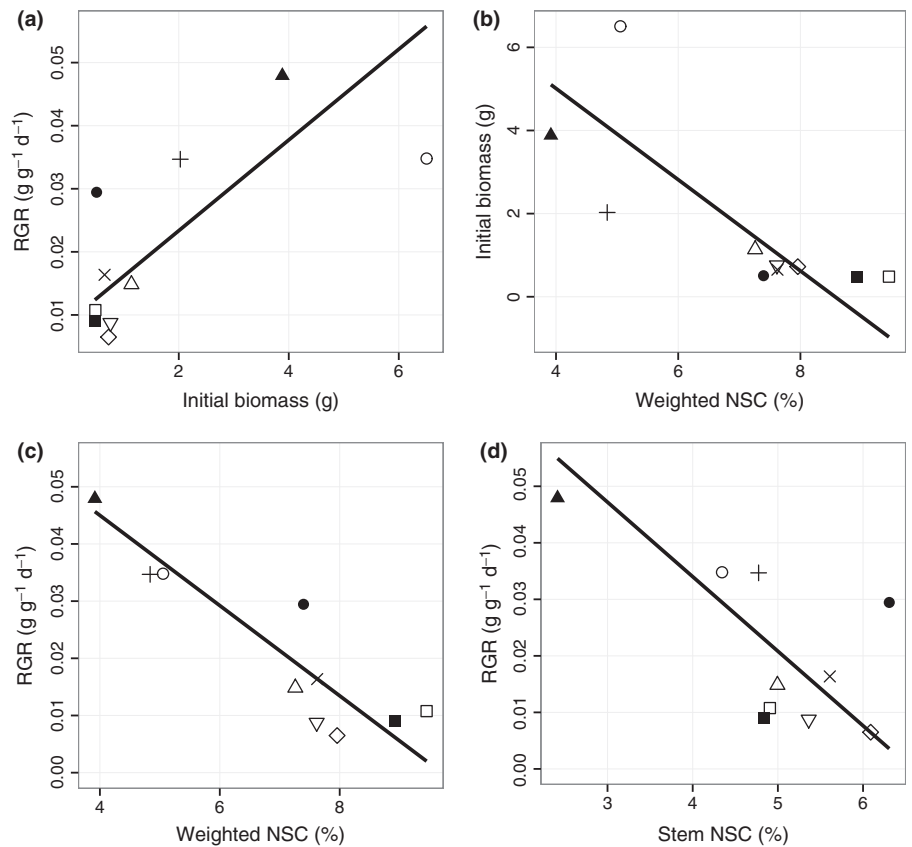 (a)
RGR (g g⁻¹ d⁻¹)
0.05
0.04
0.03
0.02
0.01
2
4
6
Initial biomass (g)
(b)
Initial biomass (g)
6
4
2
0
4
6
8
Weighted NSC (%)
(c)
RGR (g g⁻¹ d⁻¹)
0.05
0.04
0.03
0.02
0.01
0.00
4
6
8
Weighted NSC (%)
(d)
RGR (g g⁻¹ d⁻¹)
0.05
0.04
0.03
0.02
0.01
0.00
3
4
5
6
Stem NSC (%)